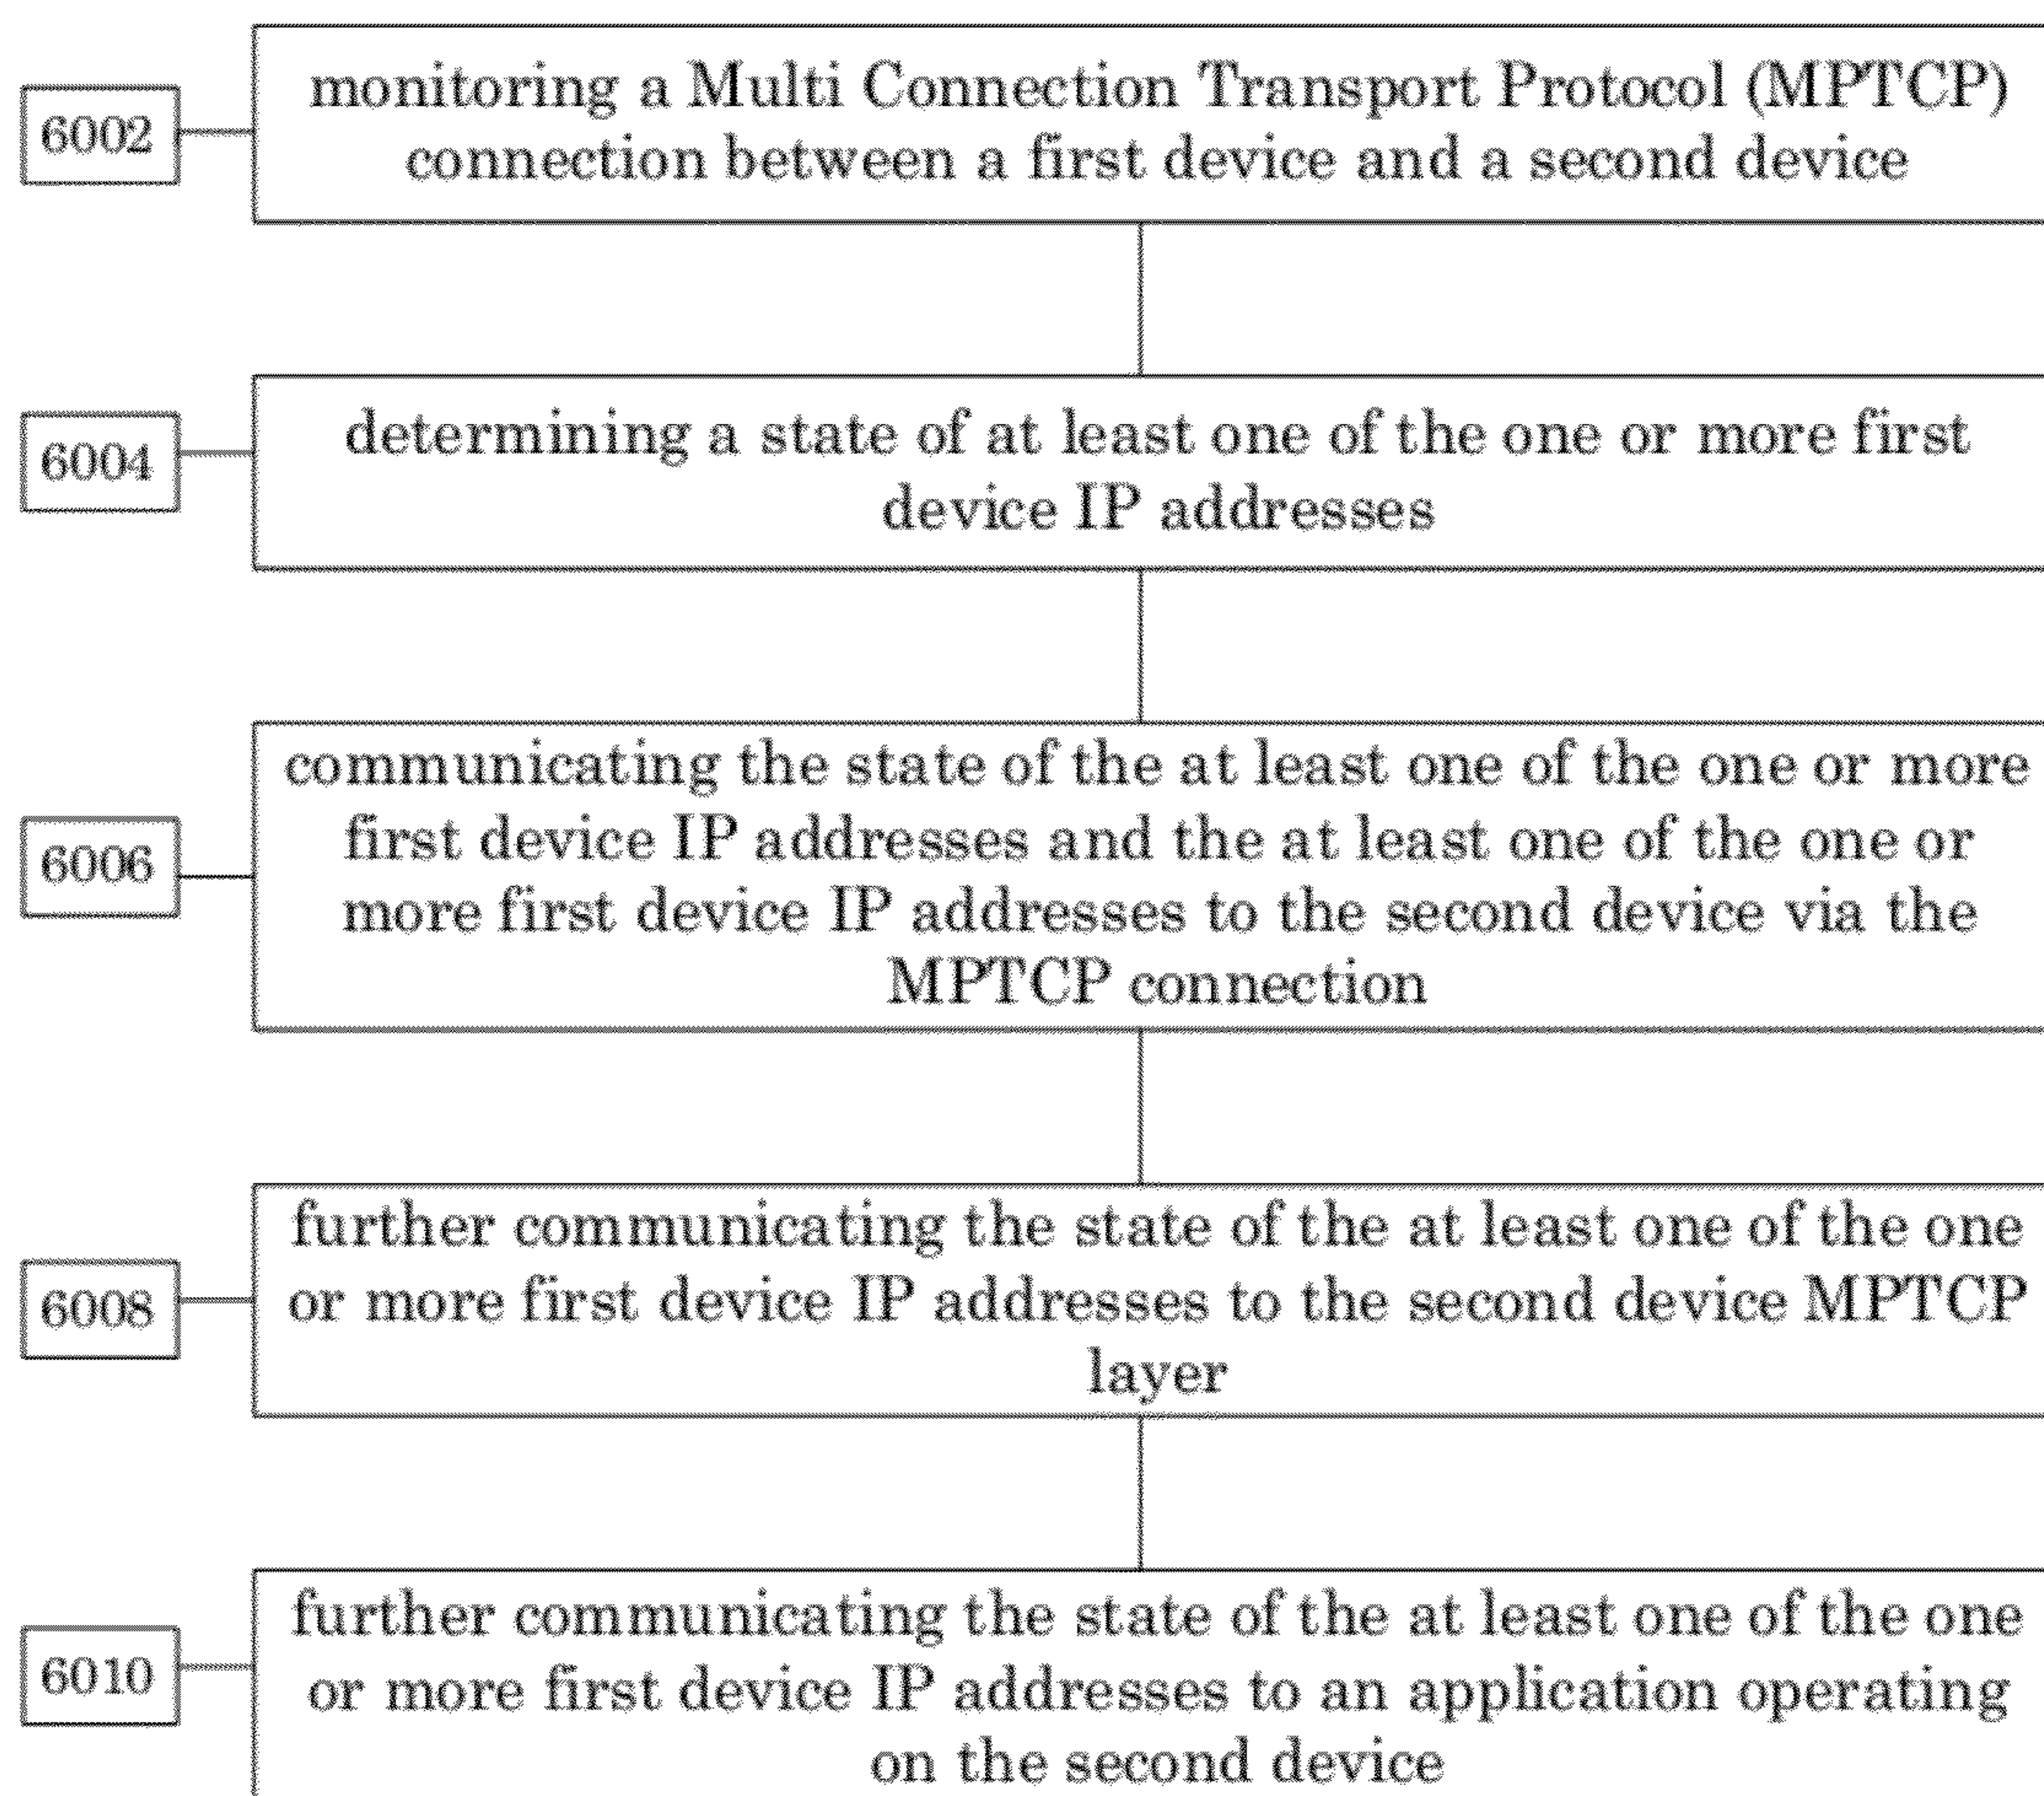 monitoring a Multi Connection Transport Protocol (MPTCP)
6002
connection between a first device and a second device
determining a state of at least one of the one or more first
6004
device IP addresses
communicating the state of the at least one of the one or more
first device IP addresses and the at least one of the one or
6006
more first device IP addresses to the second device via the
MPTCP connection
further communicating the state of the at least one of the one
6008
or more first device IP addresses to the second device MPTCP
layer
further communicating the state of the at least one of the one
6010
or more first device IP addresses to an application operating
on the second device